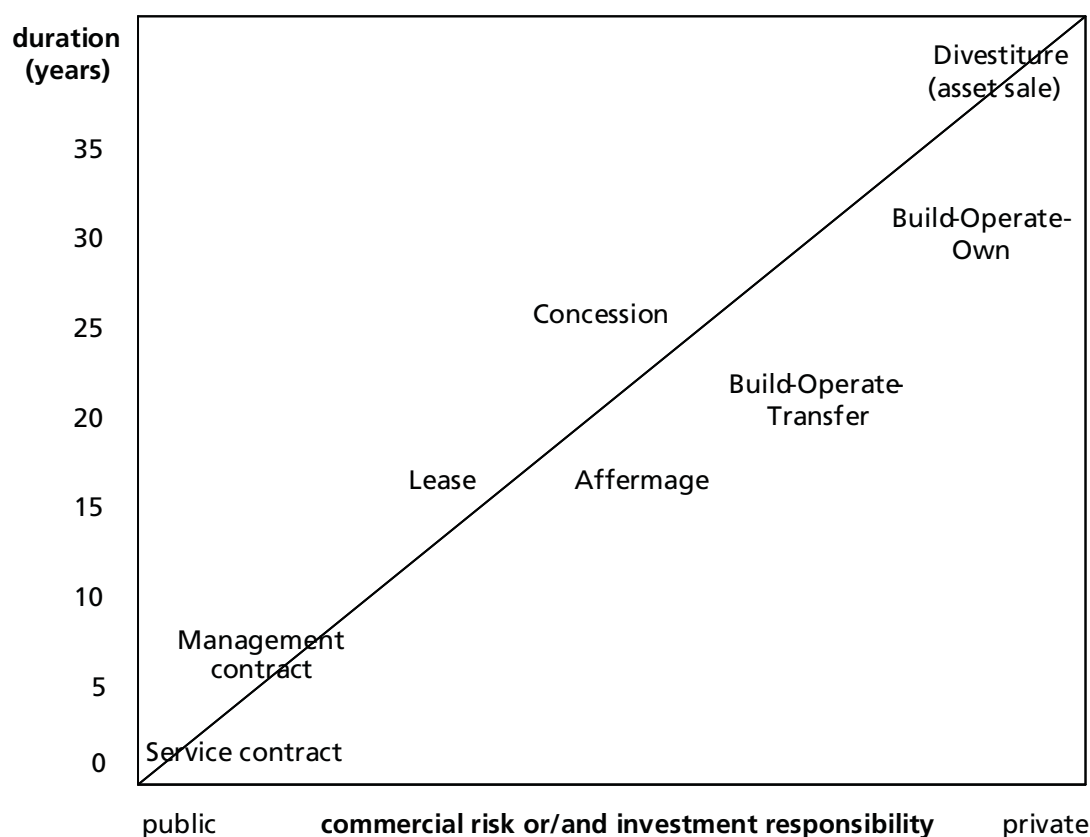 duration
(years)
Divestiture
(asset sale)
35
30
Build-Operate-
Own
25
Concession
20
Build-Operate-
Transfer
15
Lease
Affermage
10
Management
contract
5
0
Service contract
public
commercial risk or/and investment responsibility
private